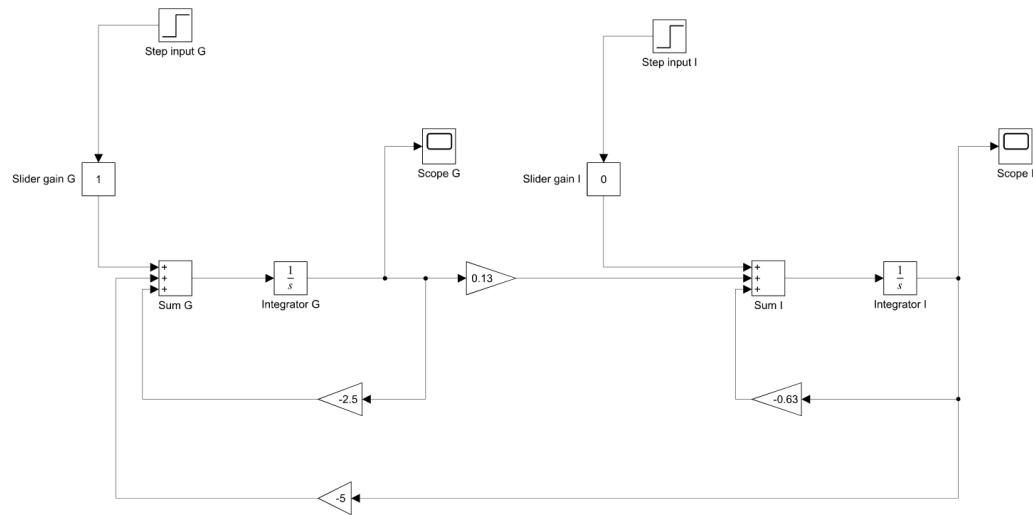 Step input G
Step input I
Scope G
Scope I
Slider gain G
1
Slider gain I
0
+
+
+
Sum G
1
s
Integrator G
0.13
+
+
+
Sum I
1
s
Integrator I
-2.5
-0.63
-5